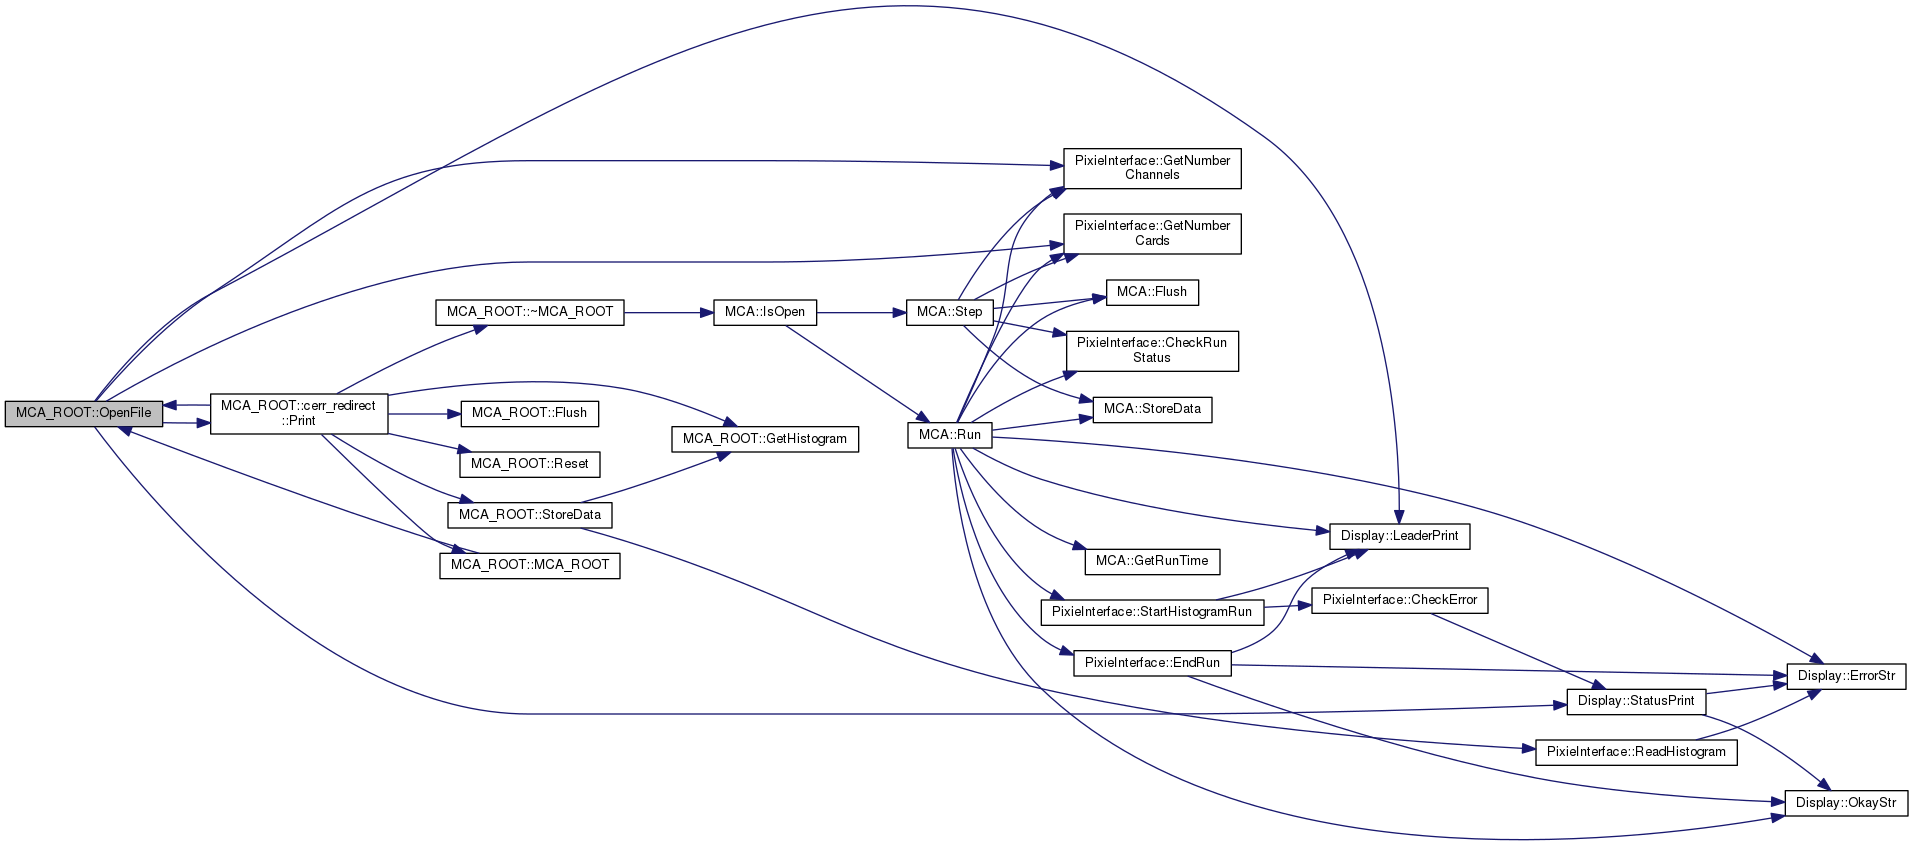 PixieInterface::GetNumber
Channels
PixieInterface::GetNumber
Cards
MCA::Flush
MCA_ROOT::~MCA_ROOT
MCA::IsOpen
MCA::Step
PixieInterface::CheckRun
Status
MCA_ROOT::OpenFile
MCA_ROOT::cerr_redirect
::Print
MCA_ROOT::Flush
MCA::StoreData
MCA_ROOT::GetHistogram
MCA::Run
MCA_ROOT::Reset
MCA_ROOT::StoreData
Display::LeaderPrint
MCA_ROOT::MCA_ROOT
MCA::GetRunTime
PixieInterface::StartHistogramRun
PixieInterface::CheckError
PixieInterface::EndRun
Display::ErrorStr
Display::StatusPrint
PixieInterface::ReadHistogram
Display::OkayStr